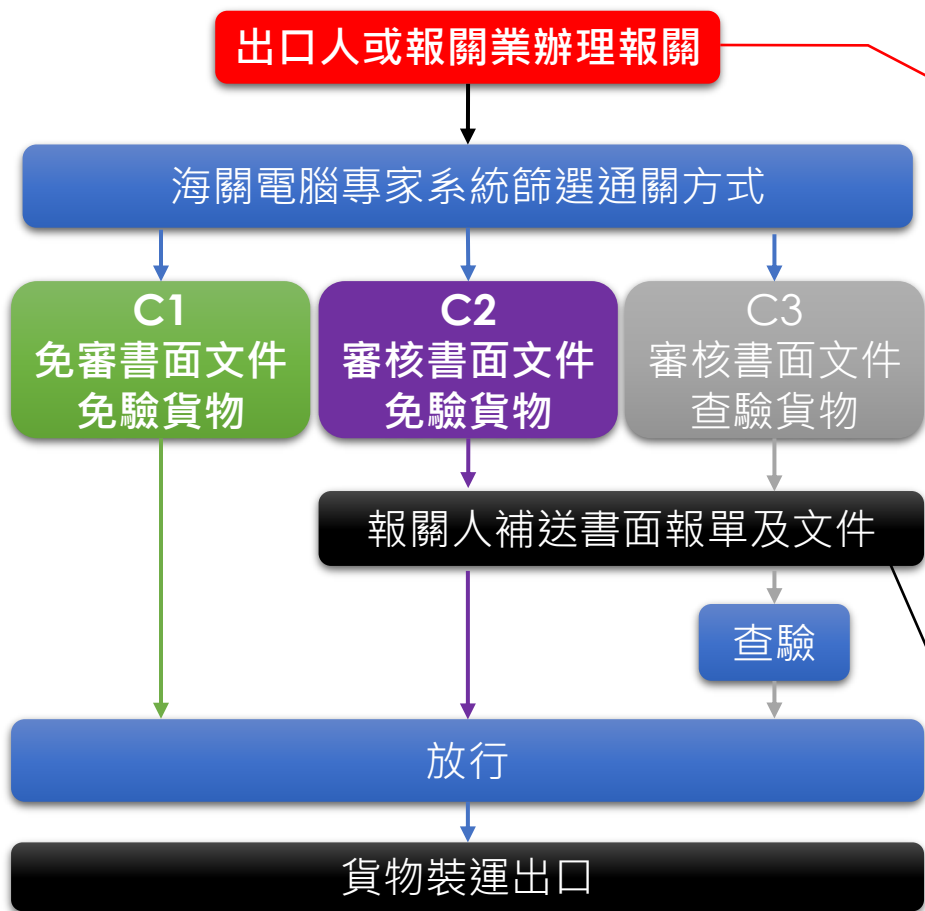 出口人或報關業辦理報關
海關電腦專家系統篩選通關方式
C1
免審書面文件
免驗貨物
C2
審核書面文件
免驗貨物
C3
審核書面文件
查驗貨物
報關人補送書面報單及文件
查驗
放行
貨物裝運出口